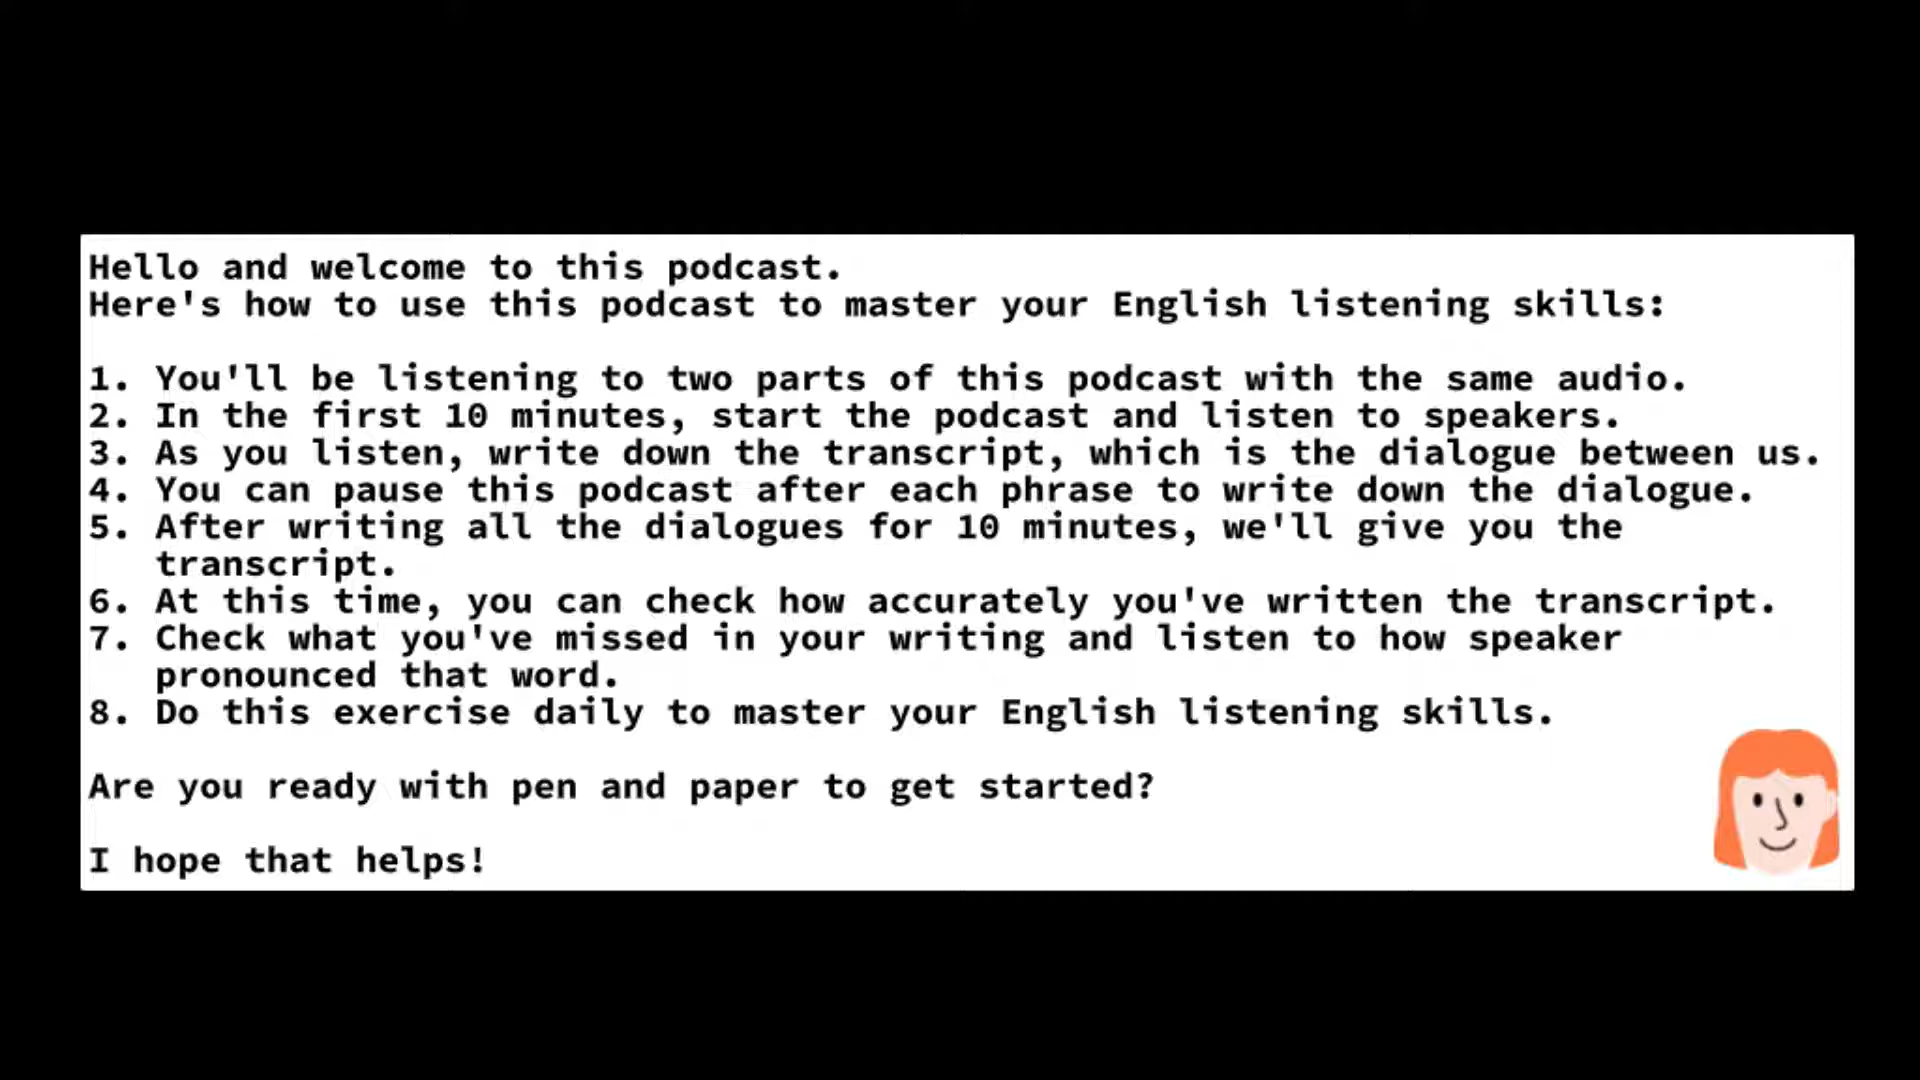 Hello and welcome to this podcast.
Here's how to use this podcast to master your English listening skills:
1. You'll be listening to two parts of this podcast with the same audio.
2. In the first 10 minutes, start the podcast and listen to speakers.
3. As you listen, write down the transcript, which is the dialogue between us.
4. You can pause this podcast after each phrase to write down the dialogue.
5. After writing all the dialogues for 10 minutes, we'll give you the
transcript.
6. At this time, you can check how accurately you've written the transcript.
7. Check what you've missed in your writing and listen to how speaker
pronounced that word.
8. Do this exercise daily to master your English listening skills.
Are you ready with pen and paper to get started?
I hope that helps!